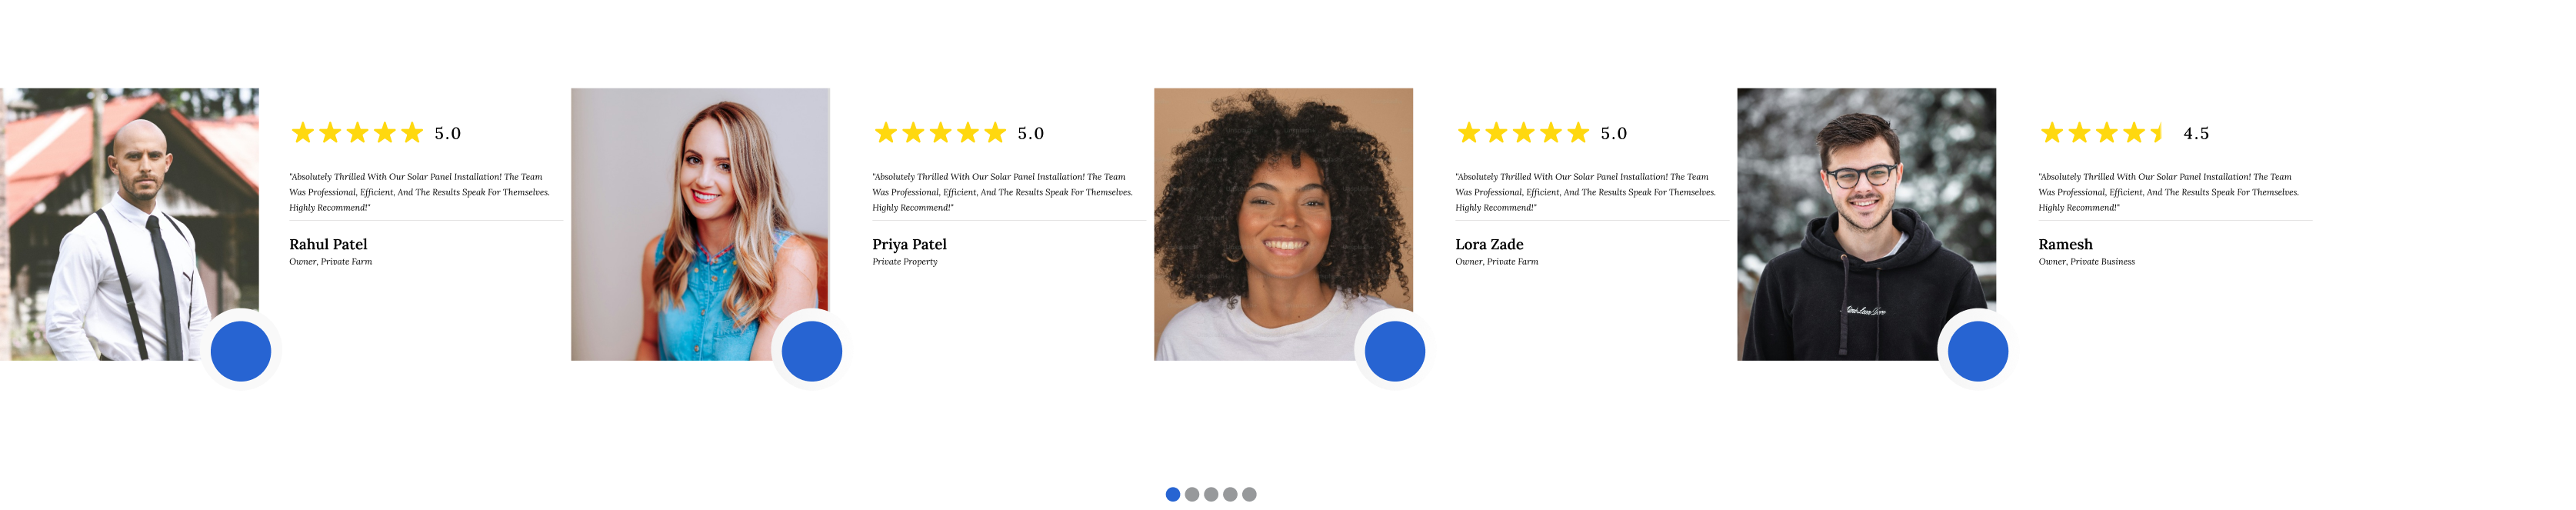 5.0
"Absolutely Thrilled With Our Solar Panel Installation! The Team
Was Professional, Efficient, And The Results Speak For Themselves.
Highly Recommend!"
Rahul Patel
Owner, Private Farm
5.0
"Absolutely Thrilled With Our Solar Panel Installation! The Team
Was Professional, Efficient, And The Results Speak For Themselves.
Highly Recommend!"
Priya Patel
Private Property
5.0
"Absolutely Thrilled With Our Solar Panel Installation! The Team
Was Professional, Efficient, And The Results Speak For Themselves.
Highly Recommend!"
Lora Zade
Owner, Private Farm
4.5
"Absolutely Thrilled With Our Solar Panel Installation! The Team
Was Professional, Efficient, And The Results Speak For Themselves.
Highly Recommend!"
Ramesh
Owner, Private Business